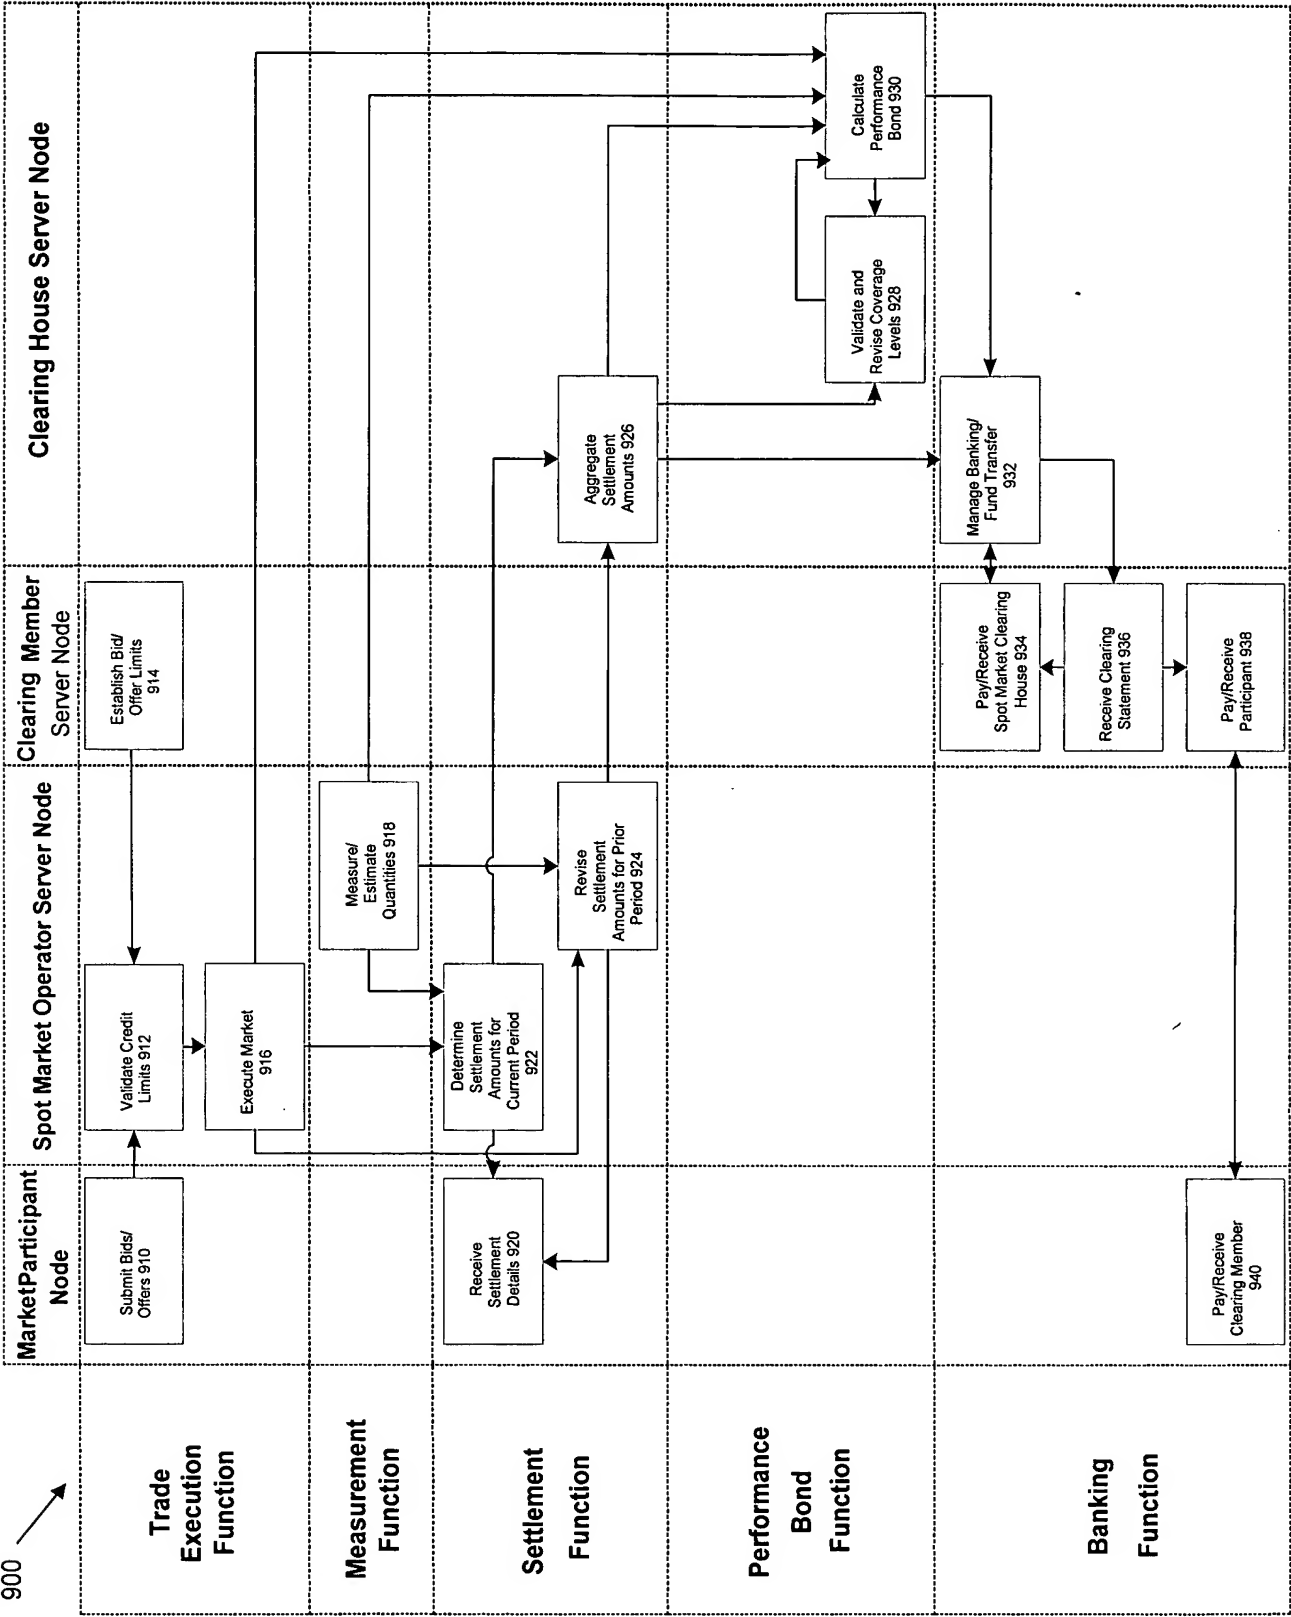 900
MarketParticipant
Node
Spot Market Operator Server Node
Clearing Member
Server Node
Clearing House Server Node
Trade
Execution
Function
Submit Bids/
Offers 910
Validate Credit
Limits 912
Establish Bid/
Offer Limits
914
Execute Market
916
Measurement
Function
Measure/
Estimate
Quantities 918
Settlement
Function
Receive
Settlement
Details 920
Determine
Settlement
Amounts for
Current Period
922
Revise
Settlement
Amounts for Prior
Period 924
Aggregate
Settlement
Amounts 926
Performance
Bond
Function
Validate and
Revise Coverage
Levels 928
Calculate
Performance
Bond 930
Banking
Function
Manage Banking/
Fund Transfer
932
Pay/Receive
Spot Market Clearing
House 934
Receive Clearing
Statement 936
Pay/Receive
Participant 938
Pay/Receive
Clearing Member
940